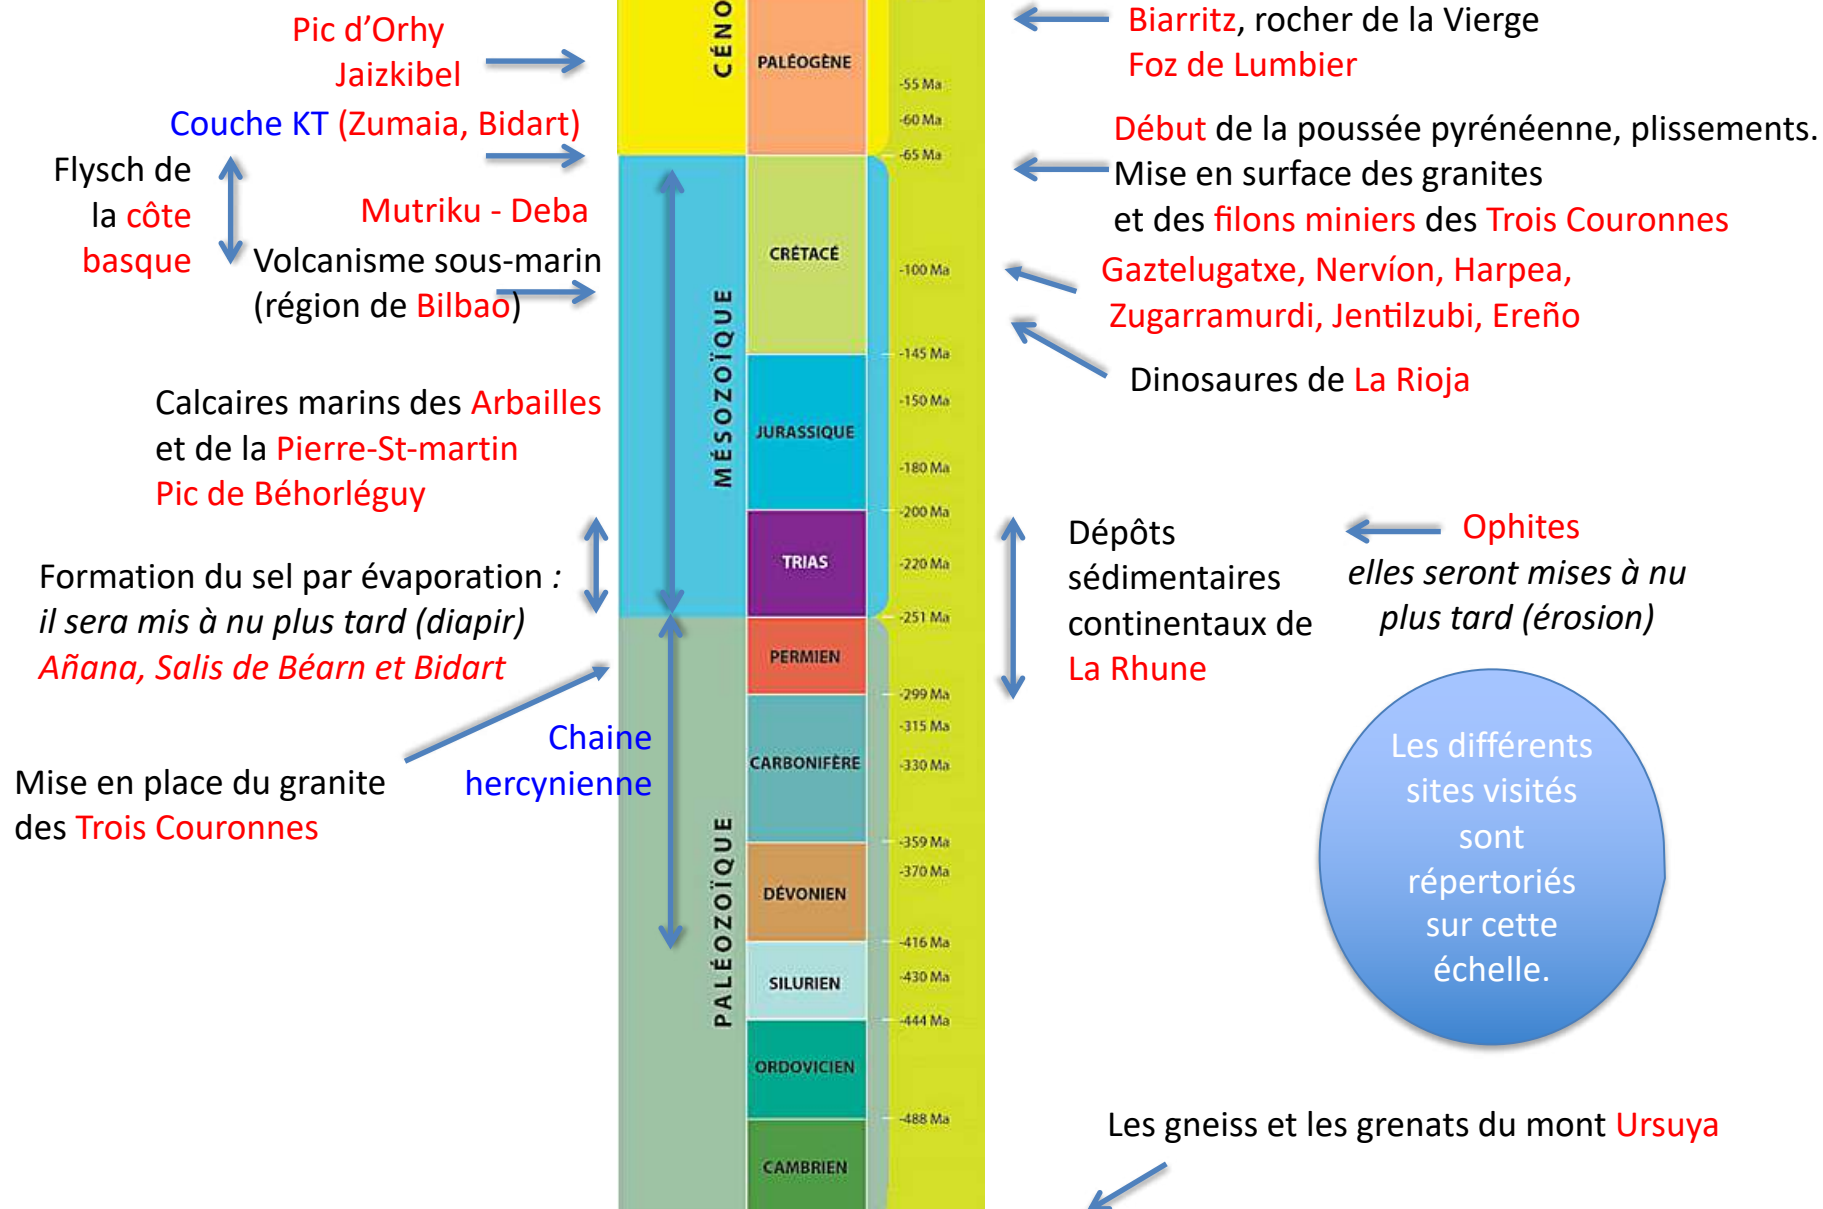 Pic d’Orhy
Jaizkibel
Couche KT (Zumaia, Bidart)
Flysch de
la côte
basque
Mutriku - Deba
Volcanisme sous-marin
(région de Bilbao)
Calcaires marins des Arbailles
et de la Pierre-St-martin
Pic de Béhorléguy
Formation du sel par évaporation :
il sera mis à nu plus tard (diapir)
Añana, Salis de Béarn et Bidart
Chaine
hercynienne
Mise en place du granite
des Trois Couronnes
CÉNO
MÉSOZOÏQUE
PALÉOZOÏQUE
PALÉOGÈNE
CRÉTACÉ
JURASSIQUE
TRIAS
PERMIEN
CARBONIFÈRE
DÉVONIEN
SILURIEN
ORDOVICIEN
CAMBRIEN
-55 Ma
-60 Ma
-65 Ma
-100 Ma
-145 Ma
-150 Ma
-180 Ma
-200 Ma
-220 Ma
-251 Ma
-299 Ma
-315 Ma
-330 Ma
-359 Ma
-370 Ma
-416 Ma
-430 Ma
-444 Ma
-488 Ma
Biarritz, rocher de la Vierge
Foz de Lumbier
Début de la poussée pyrénéenne, plissements.
Mise en surface des granites
et des filons miniers des Trois Couronnes
Gaztelugatxe, Nervíon, Harpea,
Zugarramurdi, Jentilzubi, Ereño
Dinosaures de La Rioja
Dépôts
sédimentaires
continentaux de
La Rhune
Ophites
elles seront mises à nu
plus tard (érosion)
Les différents
sites visités
sont
répertoriés
sur cette
échelle.
Les gneiss et les grenats du mont Ursuya